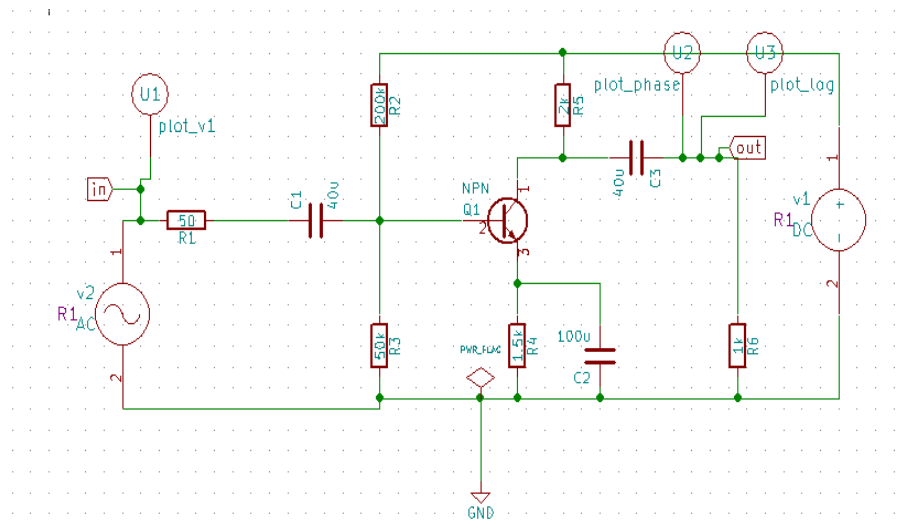 U1
plot_v1
in
50
R1
C1
40u
200k
R2
50k
R3
v2
R1
AC
1
2
NPN
Q1
1
2
3
2k
R5
40u
C3
U2
plot_phase
U3
plot_log
out
v1
R1
DC
+
-
1
2
1k
R6
1.5k
R4
100u
C2
PWR_FLAG
GND